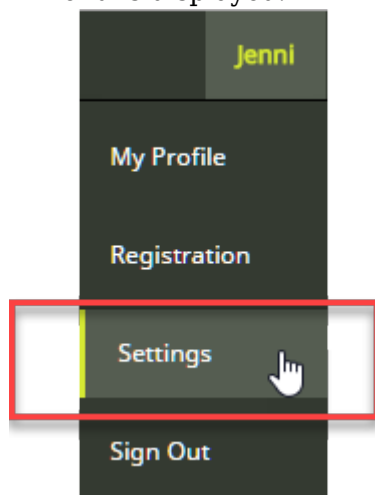 Jenni
My Profile
Registration
Settings
Sign Out